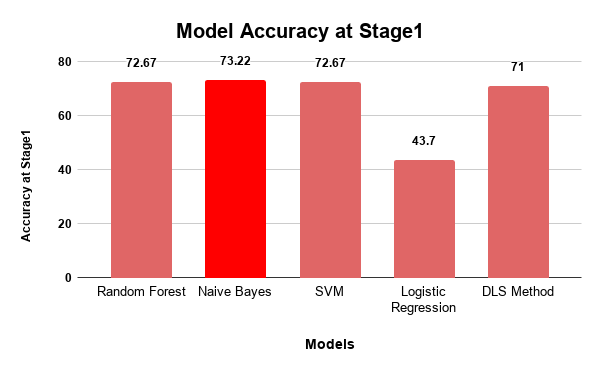 Model Accuracy at Stage1
Accuracy at Stage1
80
60
40
20
0
72.67
73.22
72.67
43.7
71
Random Forest
Naive Bayes
SVM
Logistic
Regression
DLS Method
Models